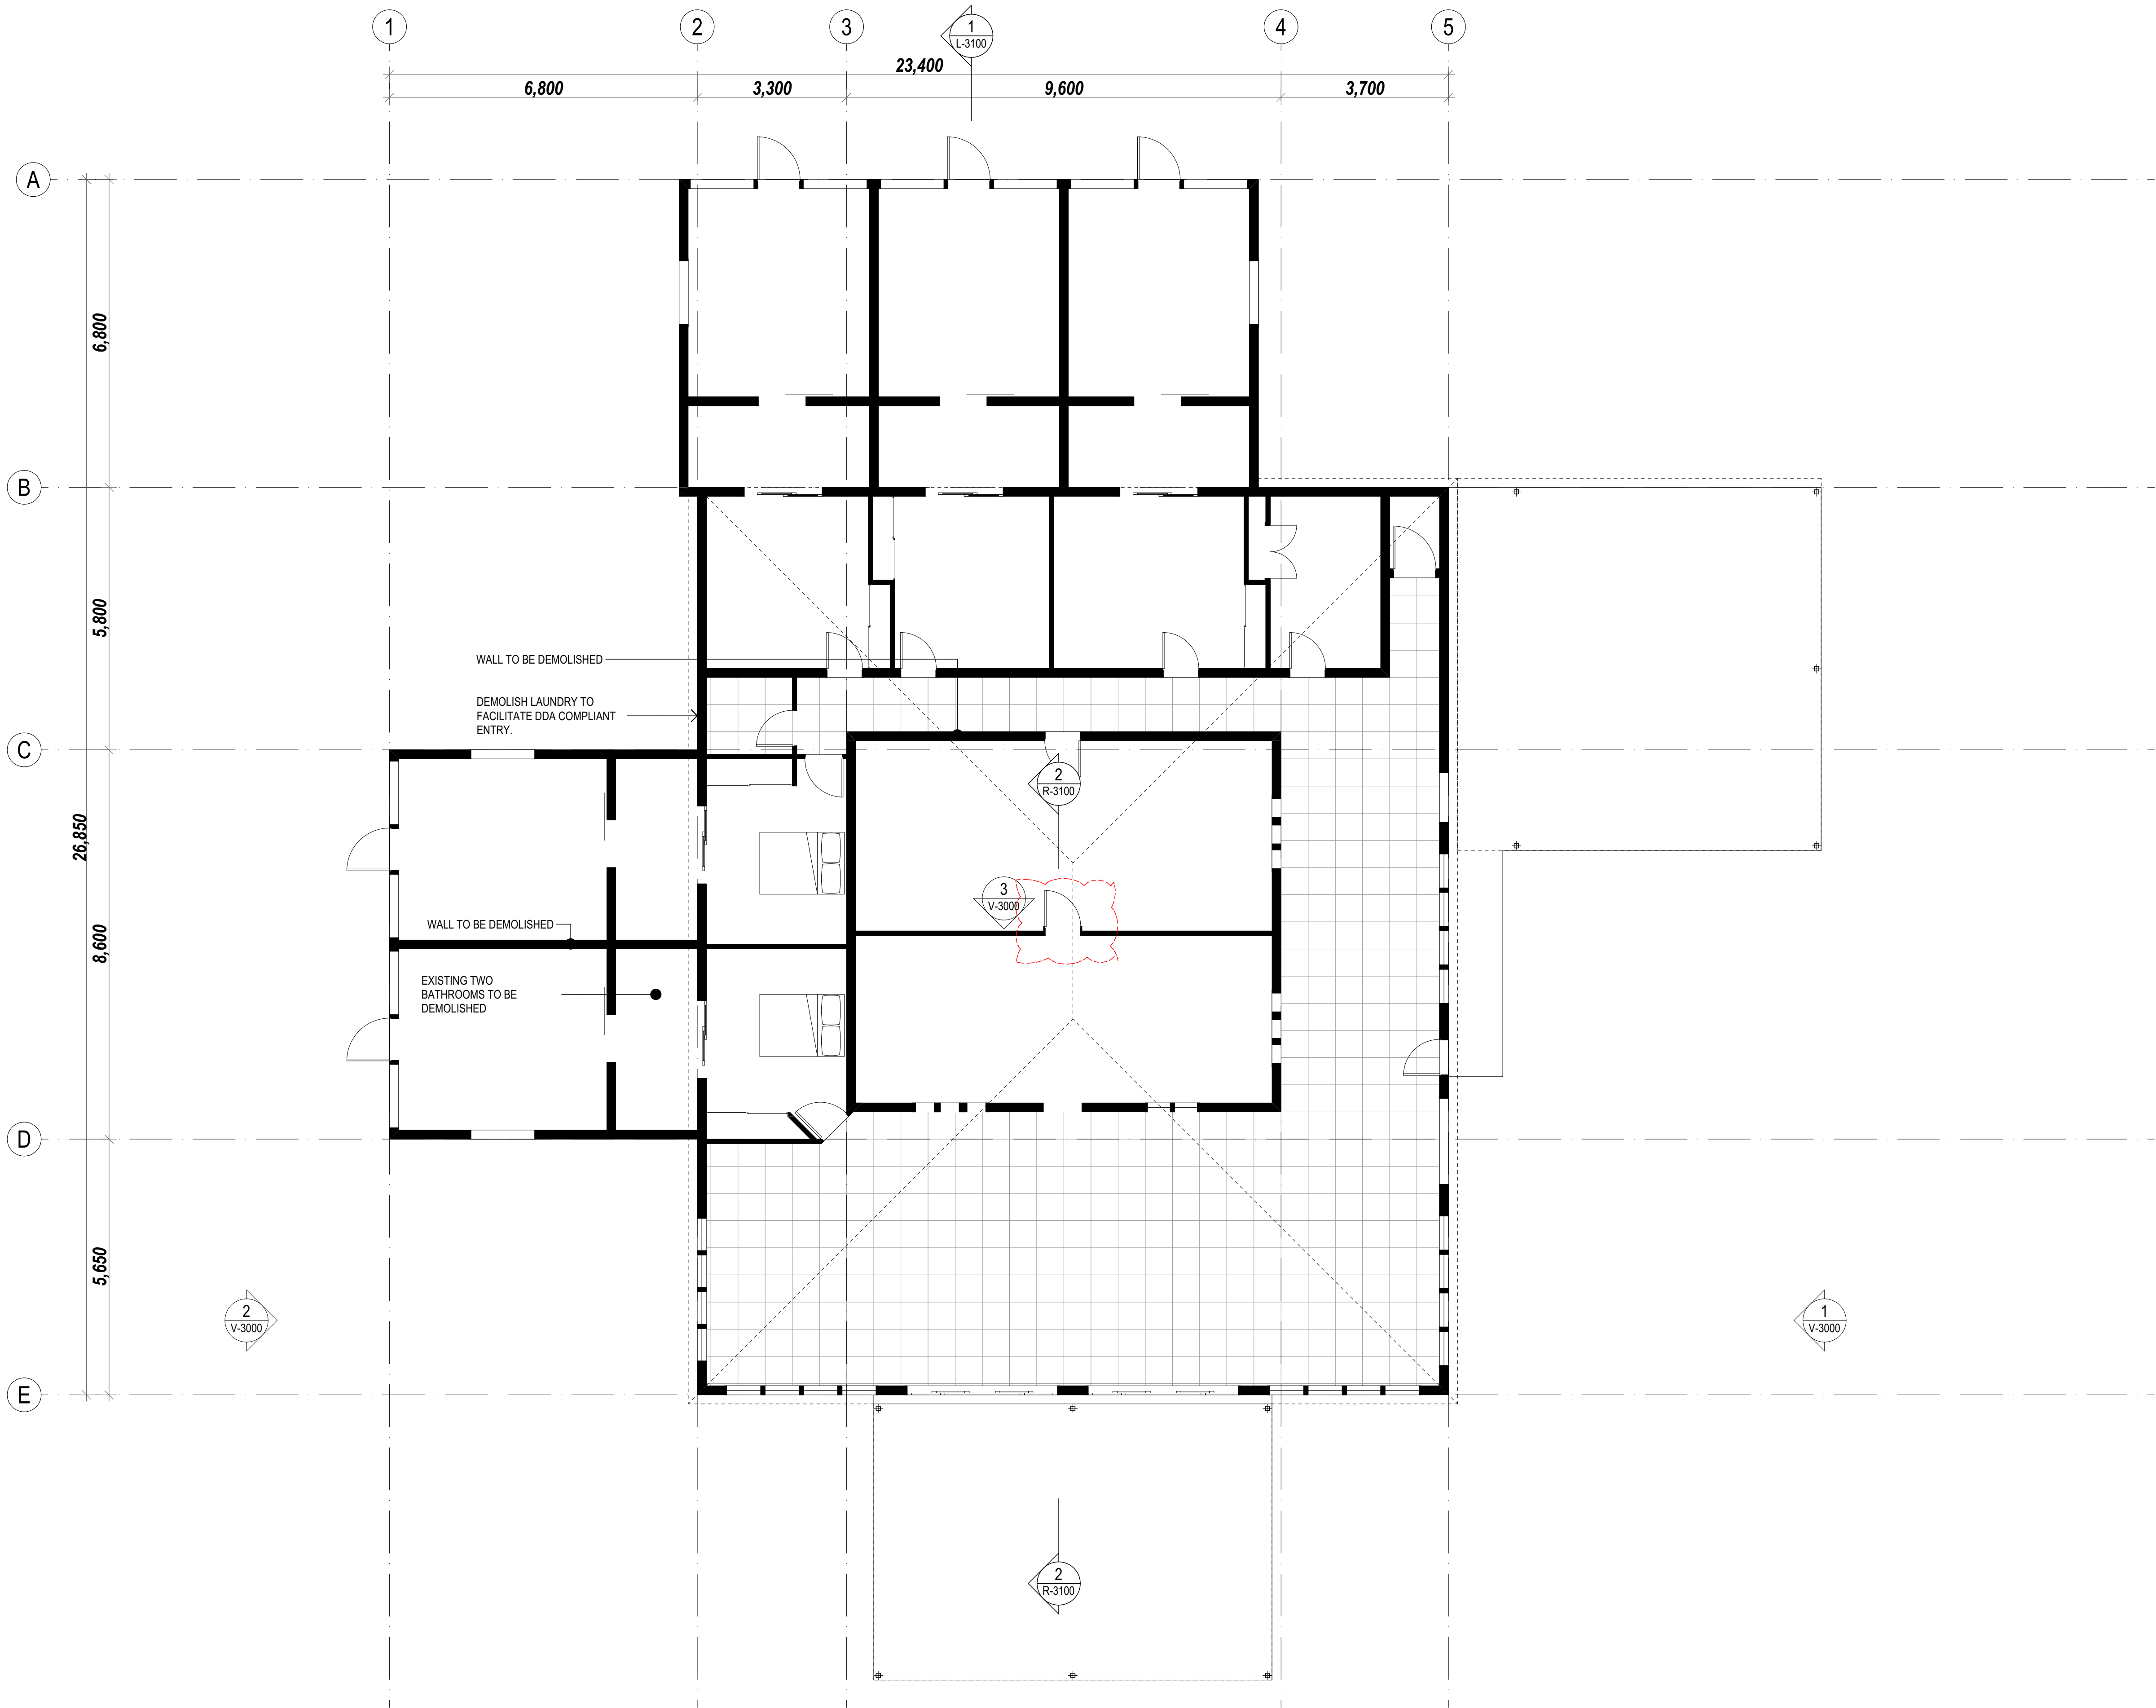 1
2
3
1
L-3100
4
5
23,400
6,800
3,300
9,600
3,700
A
6,800
B
5,800
WALL TO BE DEMOLISHED
DEMOLISH LAUNDRY TO
FACILITATE DDA COMPLIANT
ENTRY.
C
2
R-3100
26,850
3
V-3000
WALL TO BE DEMOLISHED
8,600
EXISTING TWO
BATHROOMS TO BE
DEMOLISHED
D
5,650
2
V-3000
1
V-3000
E
2
R-3100